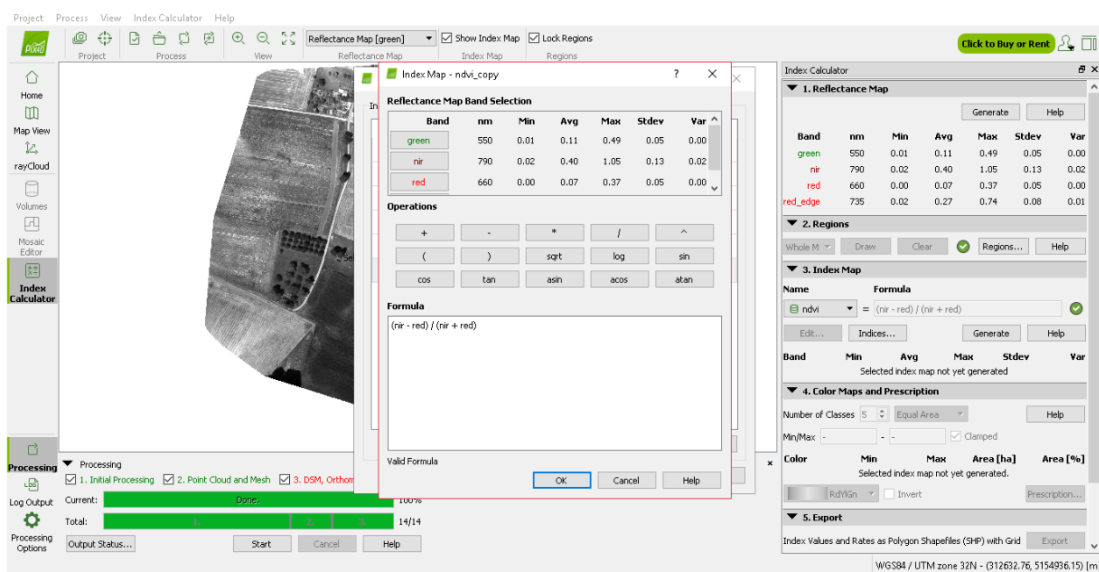 Project Process View Index Calculator Help
Pix4D
Project Process View
Reflectance Map [green]
Reflectance Map
Show Index Map
Index Map
Lock Regions
Regions
Click to Buy or Rent
Home
Map View
rayCloud
Volumes
Mosaic
Editor
Index
Calculator
Processing
Log Output
Processing
Options
In
Se
Index Map - ndvi_copy ? X
Reflectance Map Band Selection
Band nm Min Avg Max Stdev Var
green 550 0.01 0.11 0.49 0.05 0.00
nir 790 0.02 0.40 1.05 0.13 0.02
red 660 0.00 0.07 0.37 0.05 0.00
Operations
+ - * / ^
( ) sqrt log sin
cos tan asin acos atan
Formula
(nir - red) / (nir + red)
Valid Formula
OK Cancel Help
Processing
1. Initial Processing 2. Point Cloud and Mesh 3. DSM, Orthom
Current: Done. 100%
Total: 1. 2. 3. 14/14
Output Status... Start Cancel Help
Index Calculator
1. Reflectance Map
Generate Help
Band nm Min Avg Max Stdev Var
green 550 0.01 0.11 0.49 0.05 0.00
nir 790 0.02 0.40 1.05 0.13 0.02
red 660 0.00 0.07 0.37 0.05 0.00
red_edge 735 0.02 0.27 0.74 0.08 0.01
2. Regions
Whole M Draw Clear Regions... Help
3. Index Map
Name Formula
ndvi = (nir - red) / (nir + red)
Edit... Indices... Generate Help
Band Min Avg Max Stdev Var
Selected index map not yet generated
4. Color Maps and Prescription
Number of Classes 5 Equal Area Help
Min/Max - - - Clamped
Color Min Max Area [ha] Area [%]
Selected index map not yet generated.
RdYlGn Invert Prescription...
5. Export
Index Values and Rates as Polygon Shapefiles (SHP) with Grid Export
WGS84 / UTM zone 32N - (312632.76, 5154936.15) [m